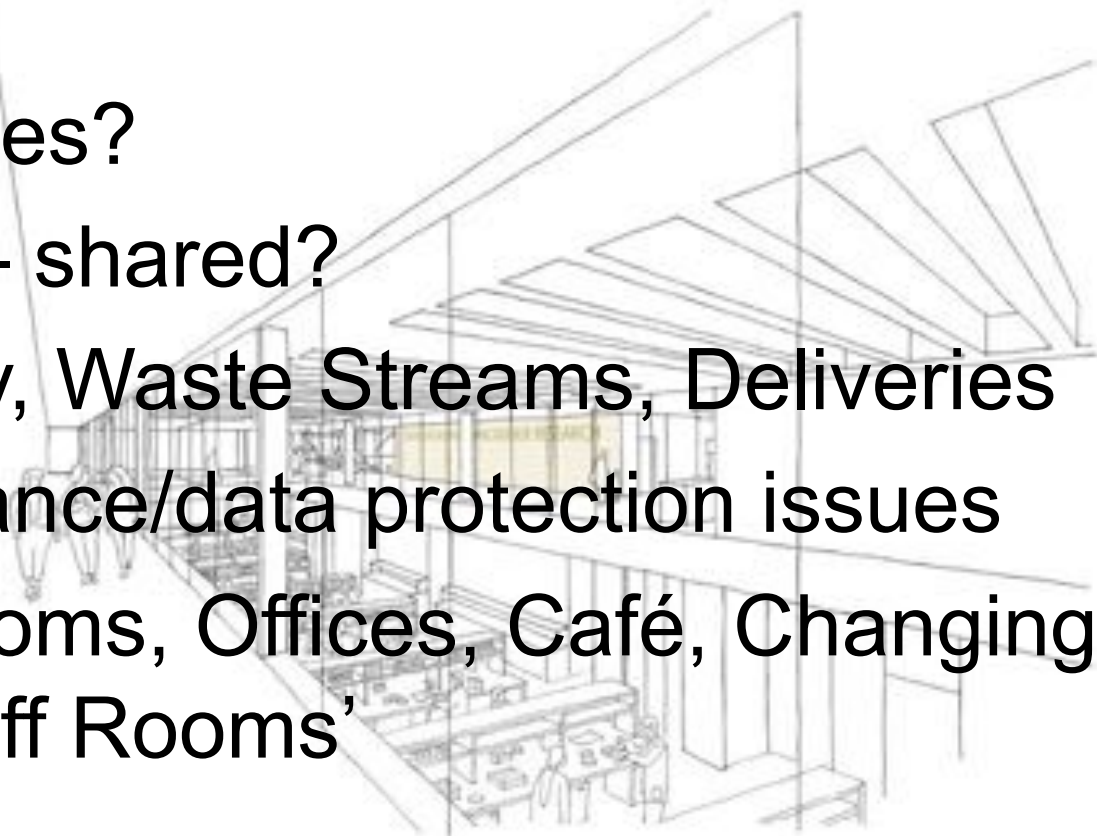 es?
- shared?
y, Waste Streams, Deliveries
ance/data protection issues
oms, Offices, Café, Changing
ff Rooms’